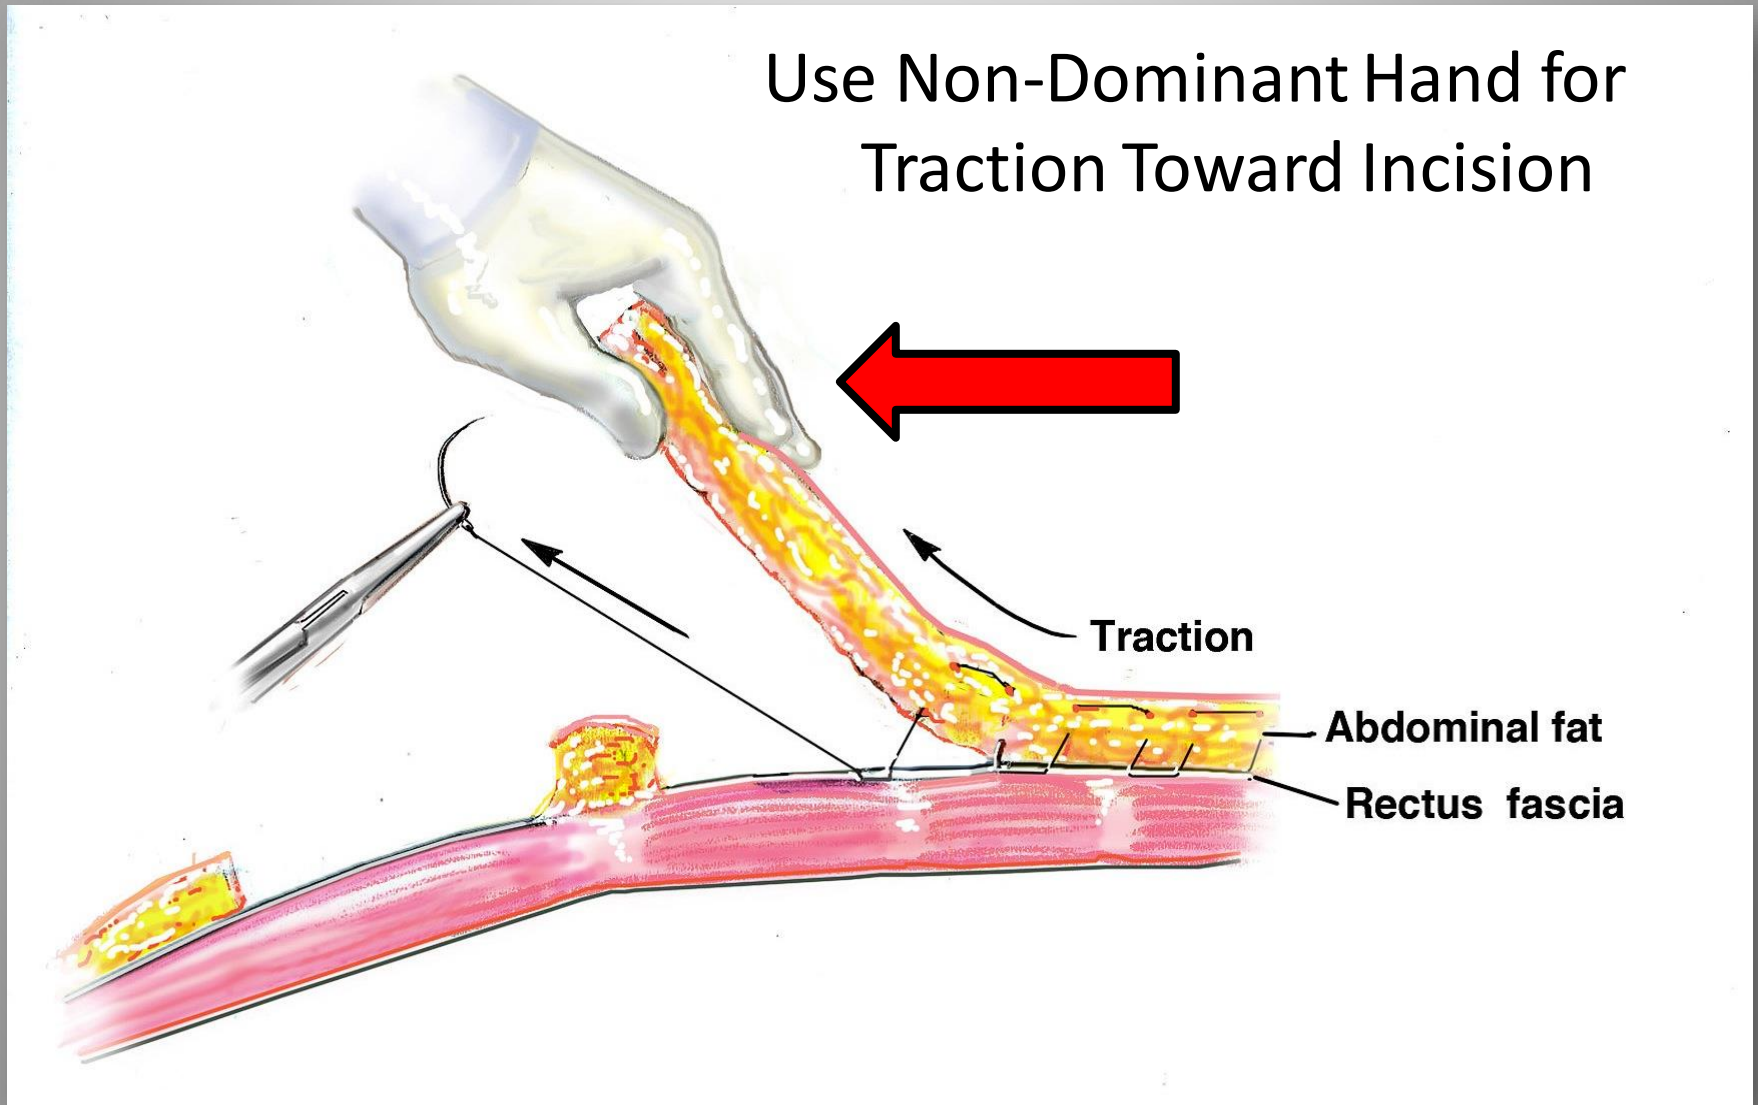 Use Non-Dominant Hand for
Traction Toward Incision
Traction
Abdominal fat
Rectus fascia